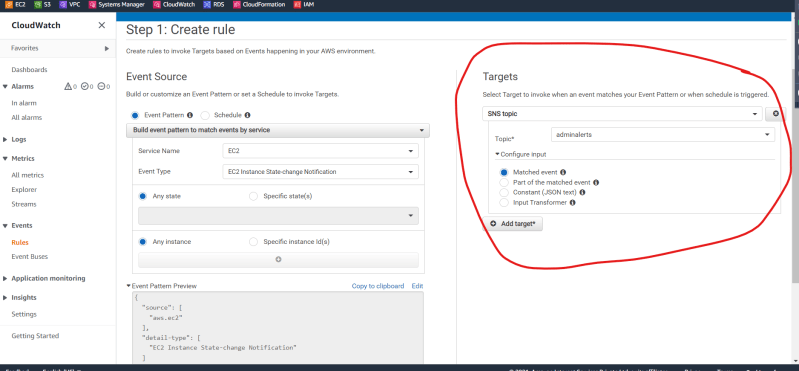 EC2 S3 VPC Systems Manager CloudWatch RDS CloudFormation IAM
CloudWatch
Favorites
Dashboards
Alarms 0 0 0
In alarm
All alarms
Logs
Metrics
All metrics
Explorer
Streams
Events
Rules
Event Buses
Application monitoring
Insights
Settings
Getting Started
Step 1: Create rule
Create rules to invoke Targets based on Events happening in your AWS environment.
Event Source
Build or customize an Event Pattern or set a Schedule to invoke Targets.
Event Pattern Schedule
Build event pattern to match events by service
Service Name EC2
Event Type EC2 Instance State-change Notification
Any state Specific state(s)
Any instance Specific instance Id(s)
Event Pattern Preview Copy to clipboard Edit
{
"source": [
"aws.ec2"
],
"detail-type": [
"EC2 Instance State-change Notification"
]
Targets
Select Target to invoke when an event matches your Event Pattern or when schedule is triggered.
SNS topic
Topic* adminalerts
Configure input
Matched event
Part of the matched event
Constant (JSON text)
Input Transformer
Add target*